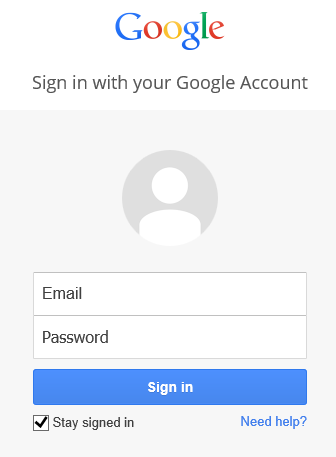 Google
Sign in with your Google Account
Email
Password
Sign in
Stay signed in
Need help?